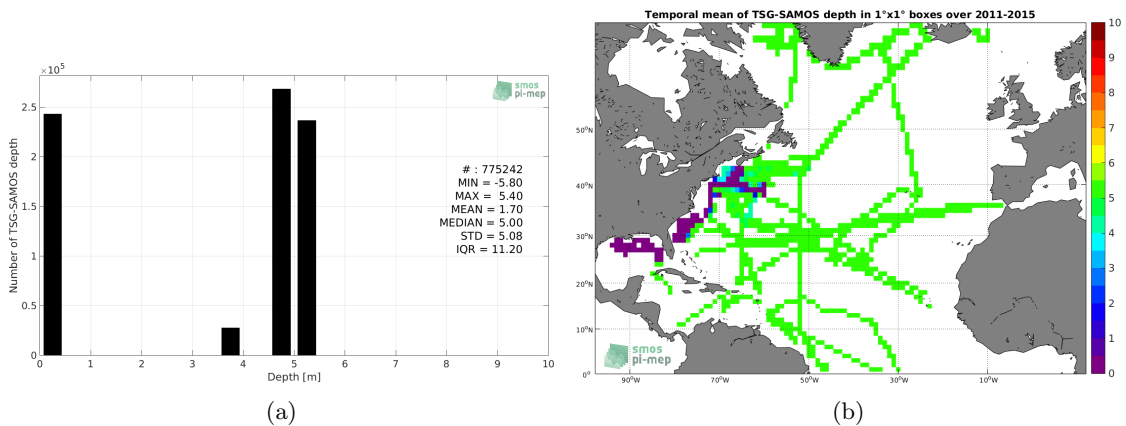 Temporal mean of TSG-SAMOS depth in 1°x1° boxes over 2011-2015
×10⁵
smos
pi-mep
Number of TSG-SAMOS depth
2.5
2
1.5
1
0.5
0
# : 775242
MIN = -5.80
MAX = 5.40
MEAN = 1.70
MEDIAN = 5.00
STD = 5.08
IQR = 11.20
0 1 2 3 4 5 6 7 8 9 10
Depth [m]
(a)
50°N
40°N
30°N
20°N
10°N
0°
90°W 70°W 50°W 30°W 10°W
smos
pi-mep
10
9
8
7
6
5
4
3
2
1
0
(b)